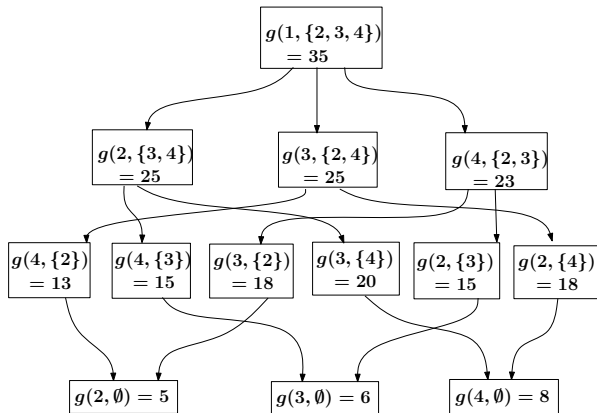 g(1, {2, 3, 4})
= 35
g(2, {3, 4})
= 25
g(3, {2, 4})
= 25
g(4, {2, 3})
= 23
g(4, {2})
= 13
g(4, {3})
= 15
g(3, {2})
= 18
g(3, {4})
= 20
g(2, {3})
= 15
g(2, {4})
= 18
g(2, ∅) = 5
g(3, ∅) = 6
g(4, ∅) = 8